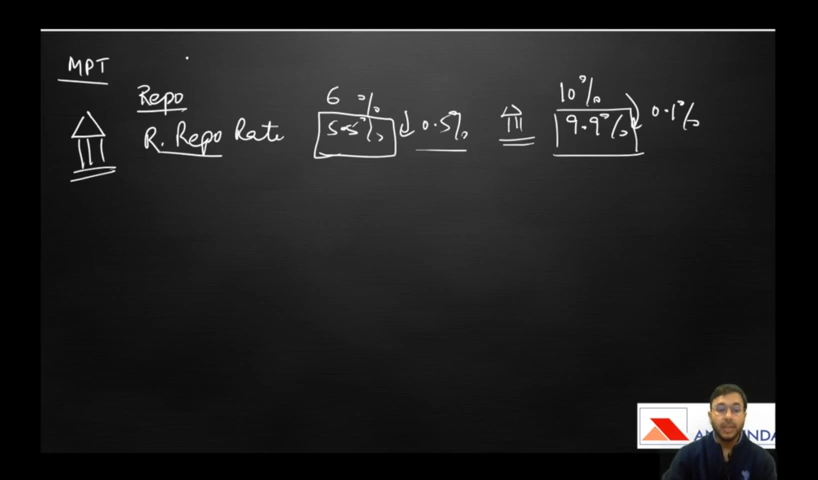 MPT
Repo
R. Repo Rate
6 %
5.5%
0.5%
10%
9.9%
0.1%